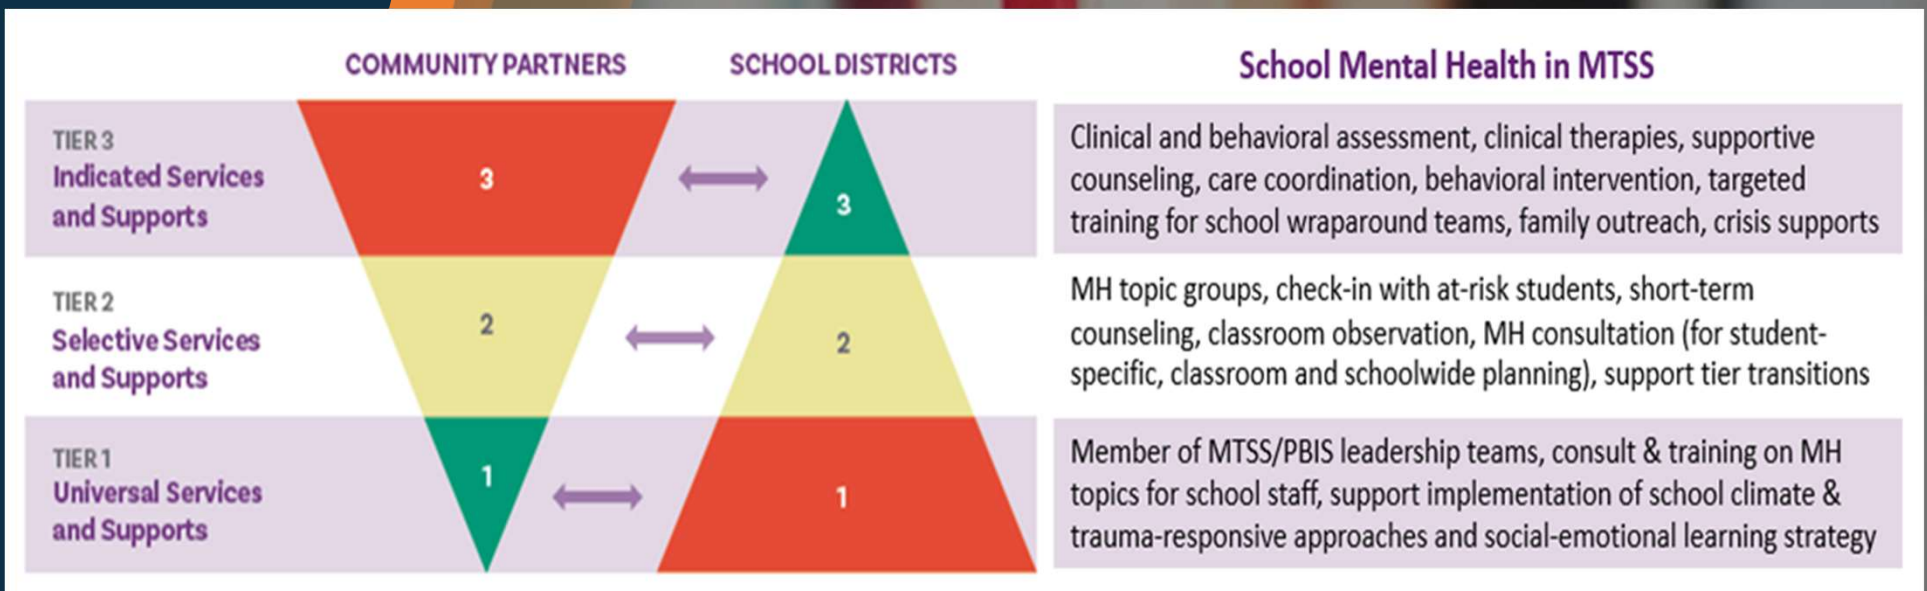 COMMUNITY PARTNERS
SCHOOL DISTRICTS
School Mental Health in MTSS
TIER 3
Indicated Services
and Supports
3
3
Clinical and behavioral assessment, clinical therapies, supportive
counseling, care coordination, behavioral intervention, targeted
training for school wraparound teams, family outreach, crisis supports
TIER 2
Selective Services
and Supports
2
2
MH topic groups, check-in with at-risk students, short-term
counseling, classroom observation, MH consultation (for student-
specific, classroom and schoolwide planning), support tier transitions
TIER 1
Universal Services
and Supports
1
1
Member of MTSS/PBIS leadership teams, consult & training on MH
topics for school staff, support implementation of school climate &
trauma-responsive approaches and social-emotional learning strategy